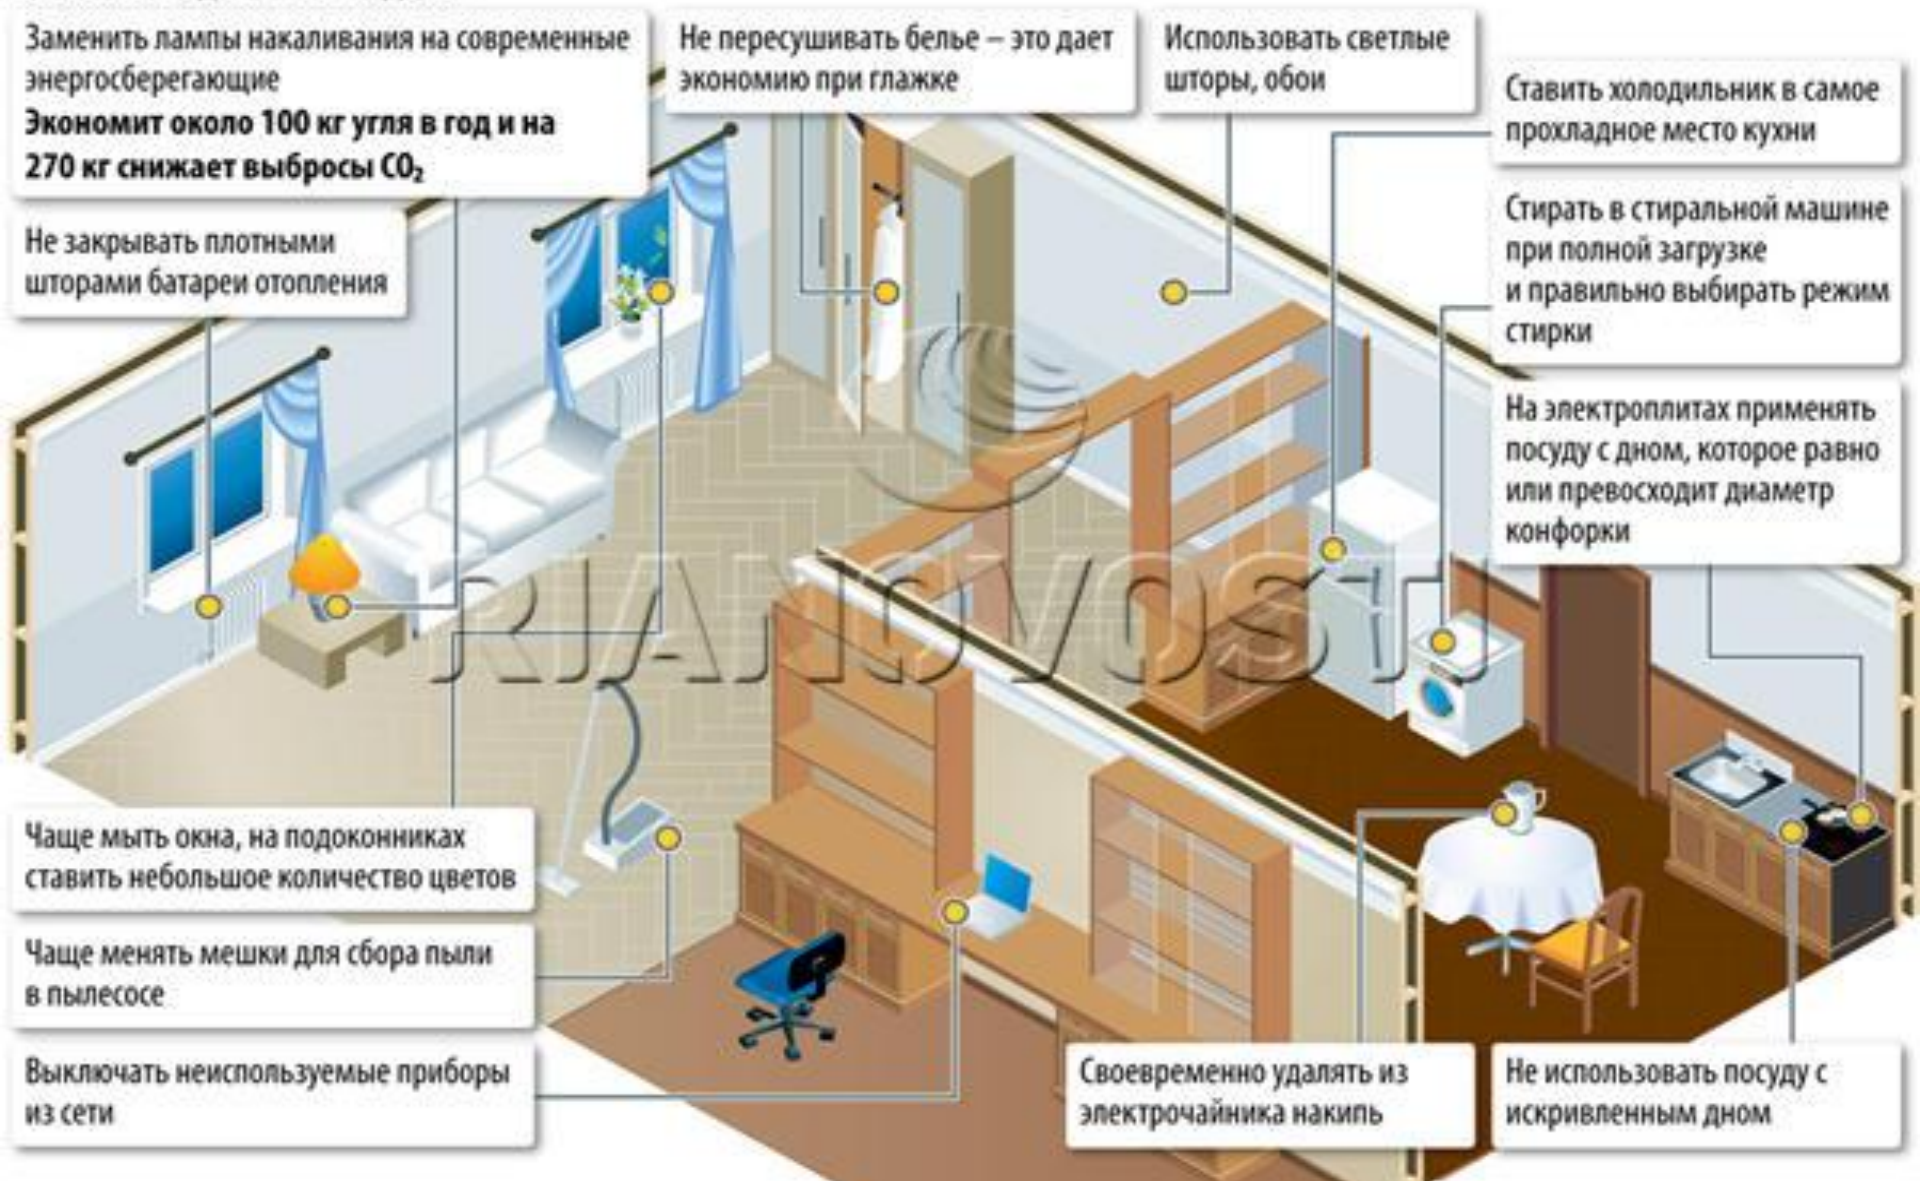 Заменить лампы накаливания на современные
энергосберегающие
Экономит около 100 кг угля в год и на
270 кг снижает выбросы CO₂
Не пересушивать белье – это дает
экономию при глажке
Использовать светлые
шторы, обои
Ставить холодильник в самое
прохладное место кухни
Не закрывать плотными
шторами батареи отопления
Стирать в стиральной машине
при полной загрузке
и правильно выбирать режим
стирки
На электроплитах применять
посуду с дном, которое равно
или превосходит диаметр
конфорки
RIANOVOSTI
Чаще мыть окна, на подоконниках
ставить небольшое количество цветов
Чаще менять мешки для сбора пыли
в пылесосе
Выключать неиспользуемые приборы
из сети
Своевременно удалять из
электрочайника накипь
Не использовать посуду с
искривленным дном